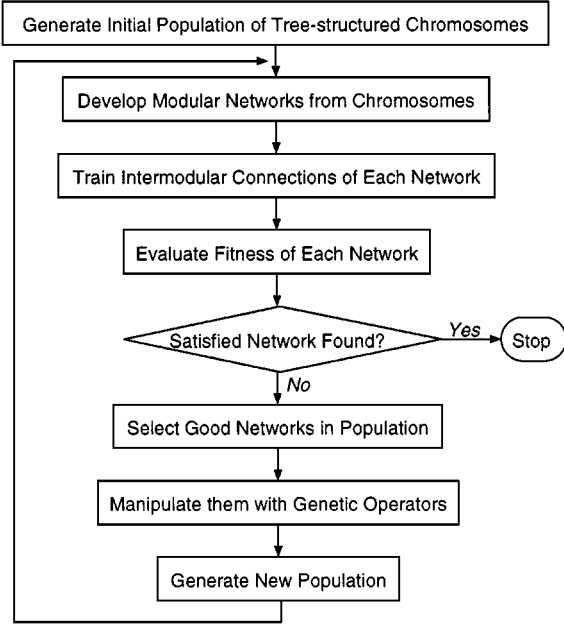 Generate Initial Population of Tree-structured Chromosomes
Develop Modular Networks from Chromosomes
Train Intermodular Connections of Each Network
Evaluate Fitness of Each Network
Satisfied Network Found?
Yes
Stop
No
Select Good Networks in Population
Manipulate them with Genetic Operators
Generate New Population